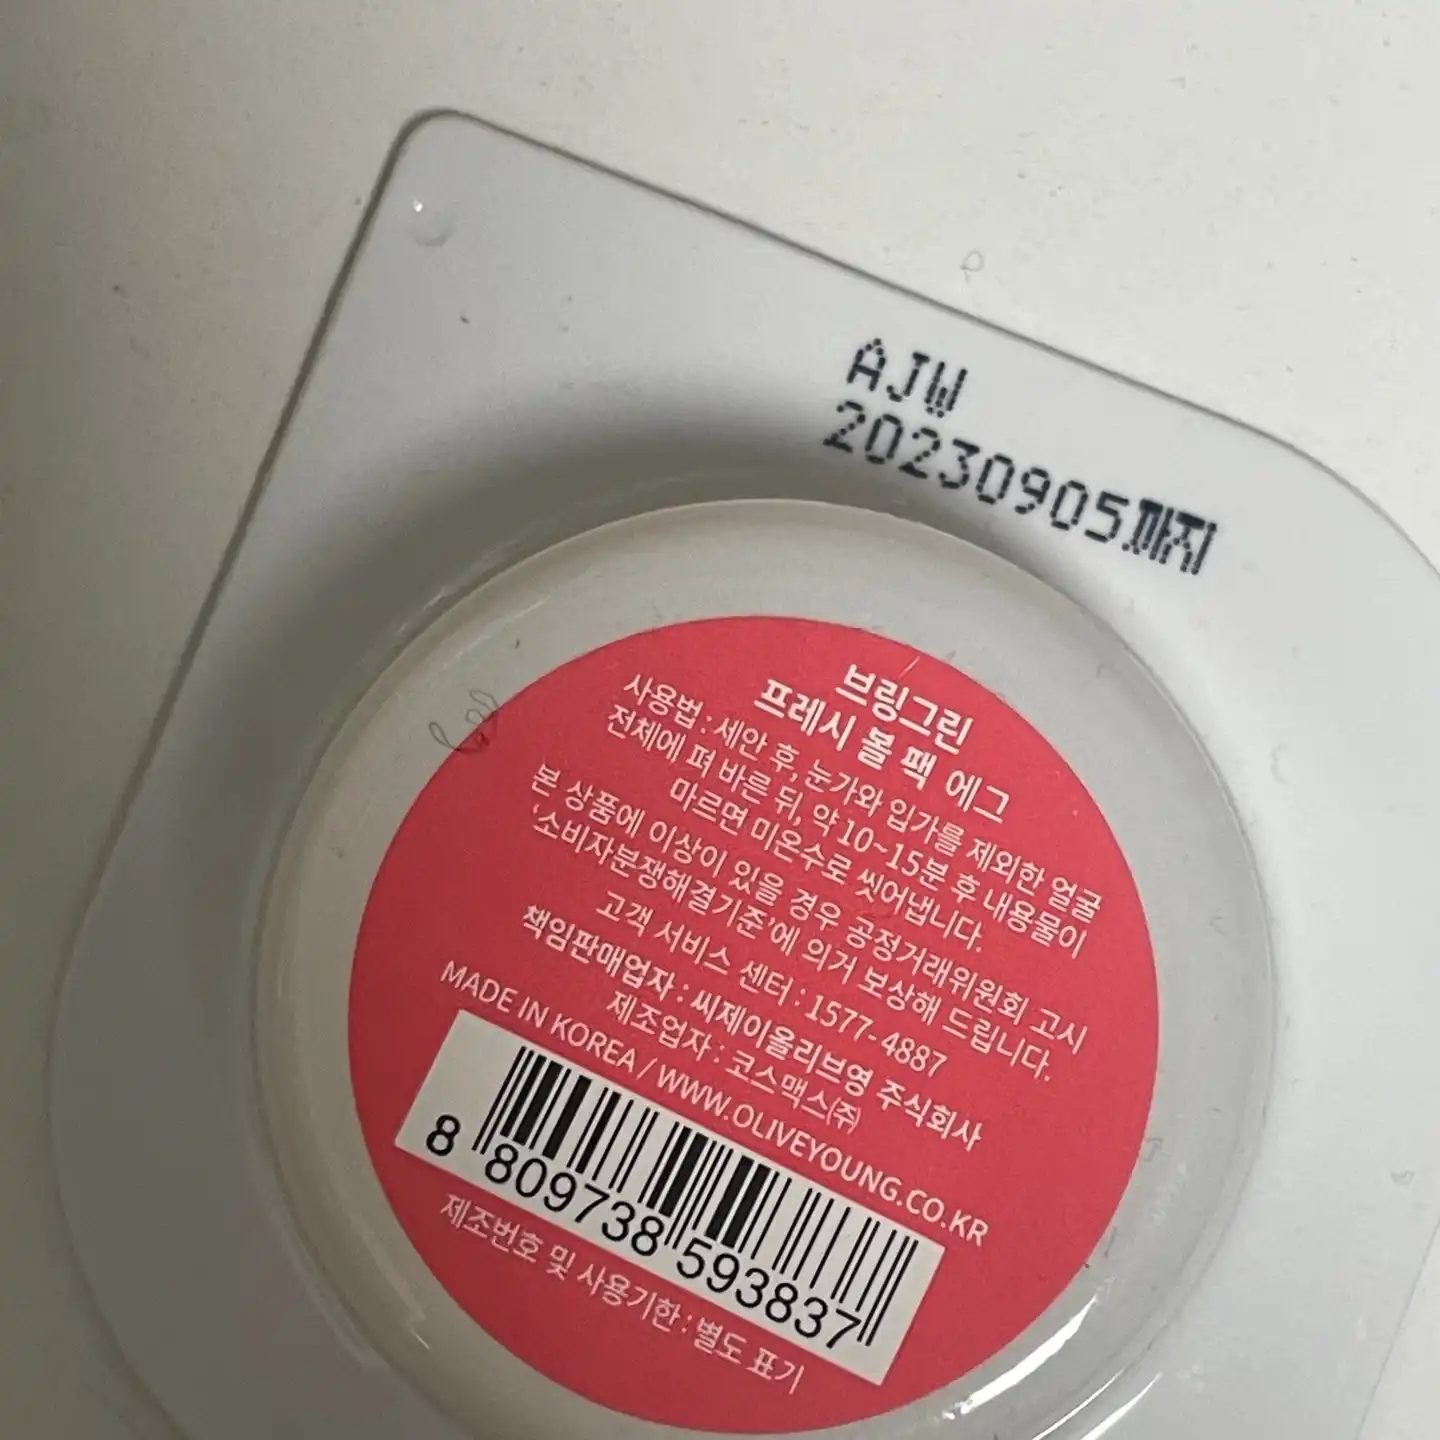 AJW
20230905까지
브링그린
프레시 볼 팩 에그
사용법 : 세안 후, 눈가와 입가를 제외한 얼굴
전체에 펴 바른 뒤, 약 10~15분 후 내용물이
마르면 미온수로 씻어냅니다.
본 상품에 이상이 있을 경우 공정거래위원회 고시
'소비자분쟁해결기준'에 의거 보상해 드립니다.
고객 서비스 센터 : 1577-4887
책임판매업자 : 씨제이올리브영 주식회사
제조업자 : 코스맥스㈜
MADE IN KOREA / WWW.OLIVEYOUNG.CO.KR
8 809738 593837
제조번호 및 사용기한 : 별도 표기